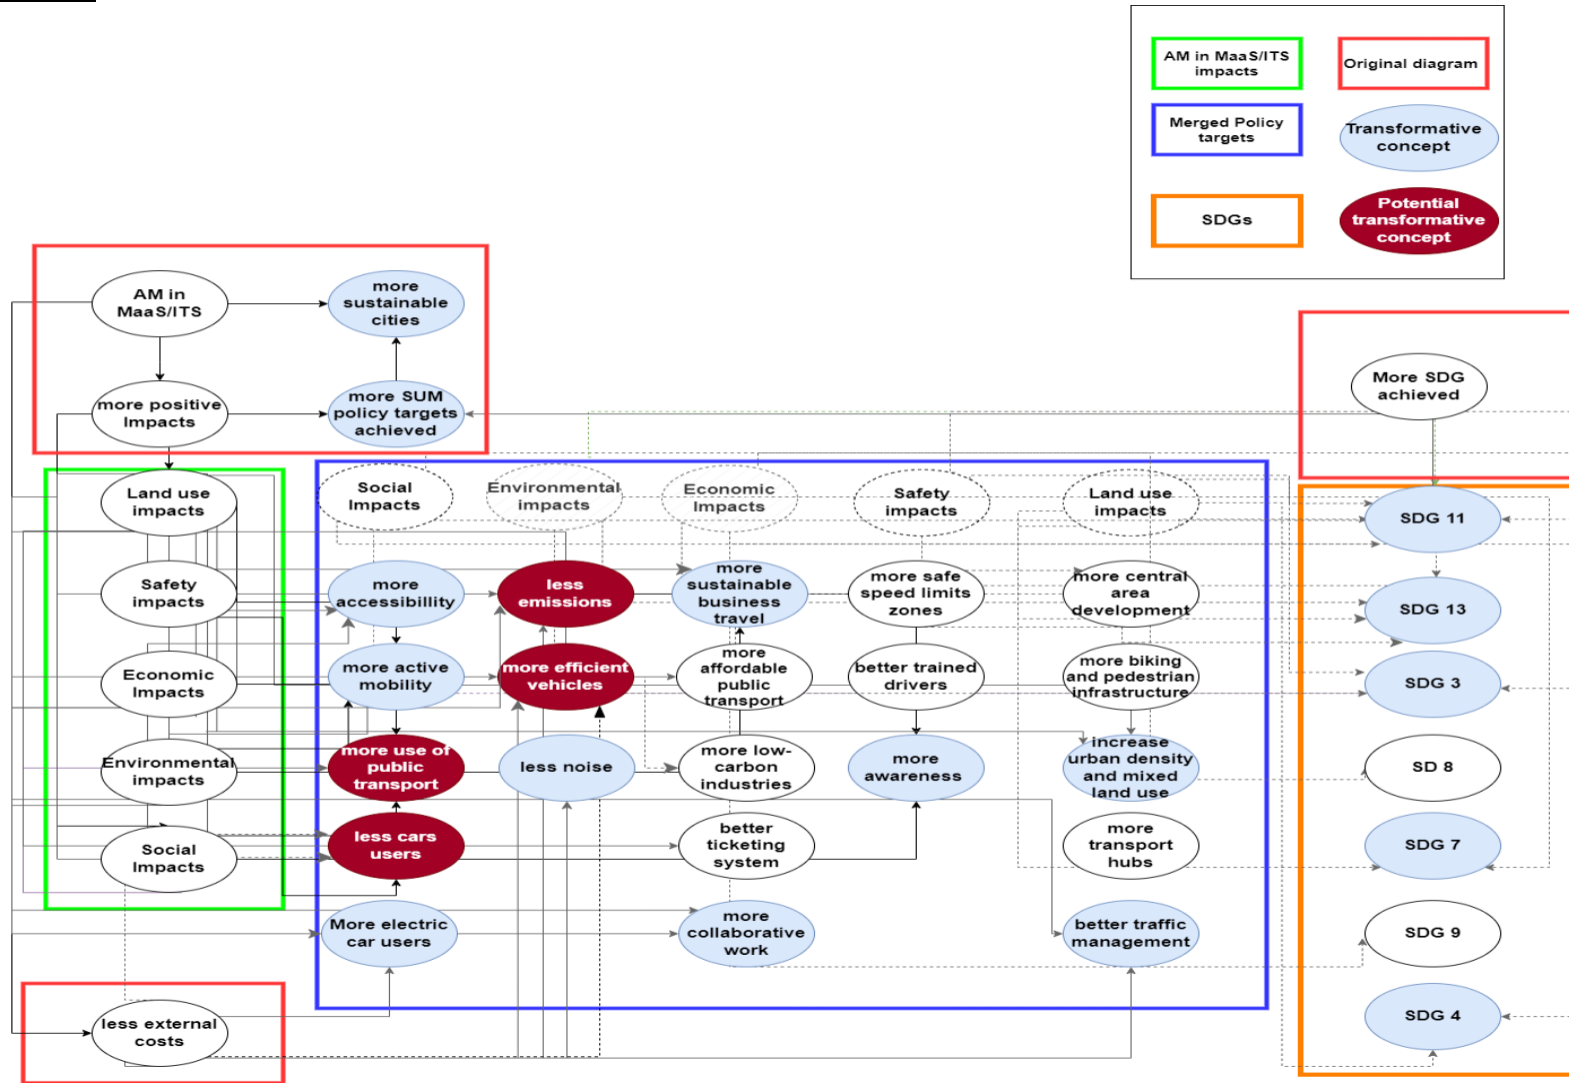 AM in MaaS/ITS
impacts
Original diagram
Merged Policy
targets
Transformative
concept
SDGs
Potential
transformative
concept
AM in
MaaS/ITS
more
sustainable
cities
more positive
Impacts
more SUM
policy targets
achieved
More SDG
achieved
Land use
impacts
Safety
impacts
Economic
Impacts
Environmental
impacts
Social
Impacts
less external
costs
Social
Impacts
Environmental
impacts
Economic
Impacts
Safety
impacts
Land use
impacts
more
accessibillity
less
emissions
more
sustainable
business
travel
more safe
speed limits
zones
more central
area
development
more active
mobility
more efficient
vehicles
more
affordable
public
transport
better trained
drivers
more biking
and pedestrian
infrastructure
more use of
public
transport
less noise
more low-
carbon
industries
more
awareness
increase
urban density
and mixed
land use
less cars
users
better
ticketing
system
more
transport
hubs
More electric
car users
more
collaborative
work
better traffic
management
SDG 11
SDG 13
SDG 3
SD 8
SDG 7
SDG 9
SDG 4